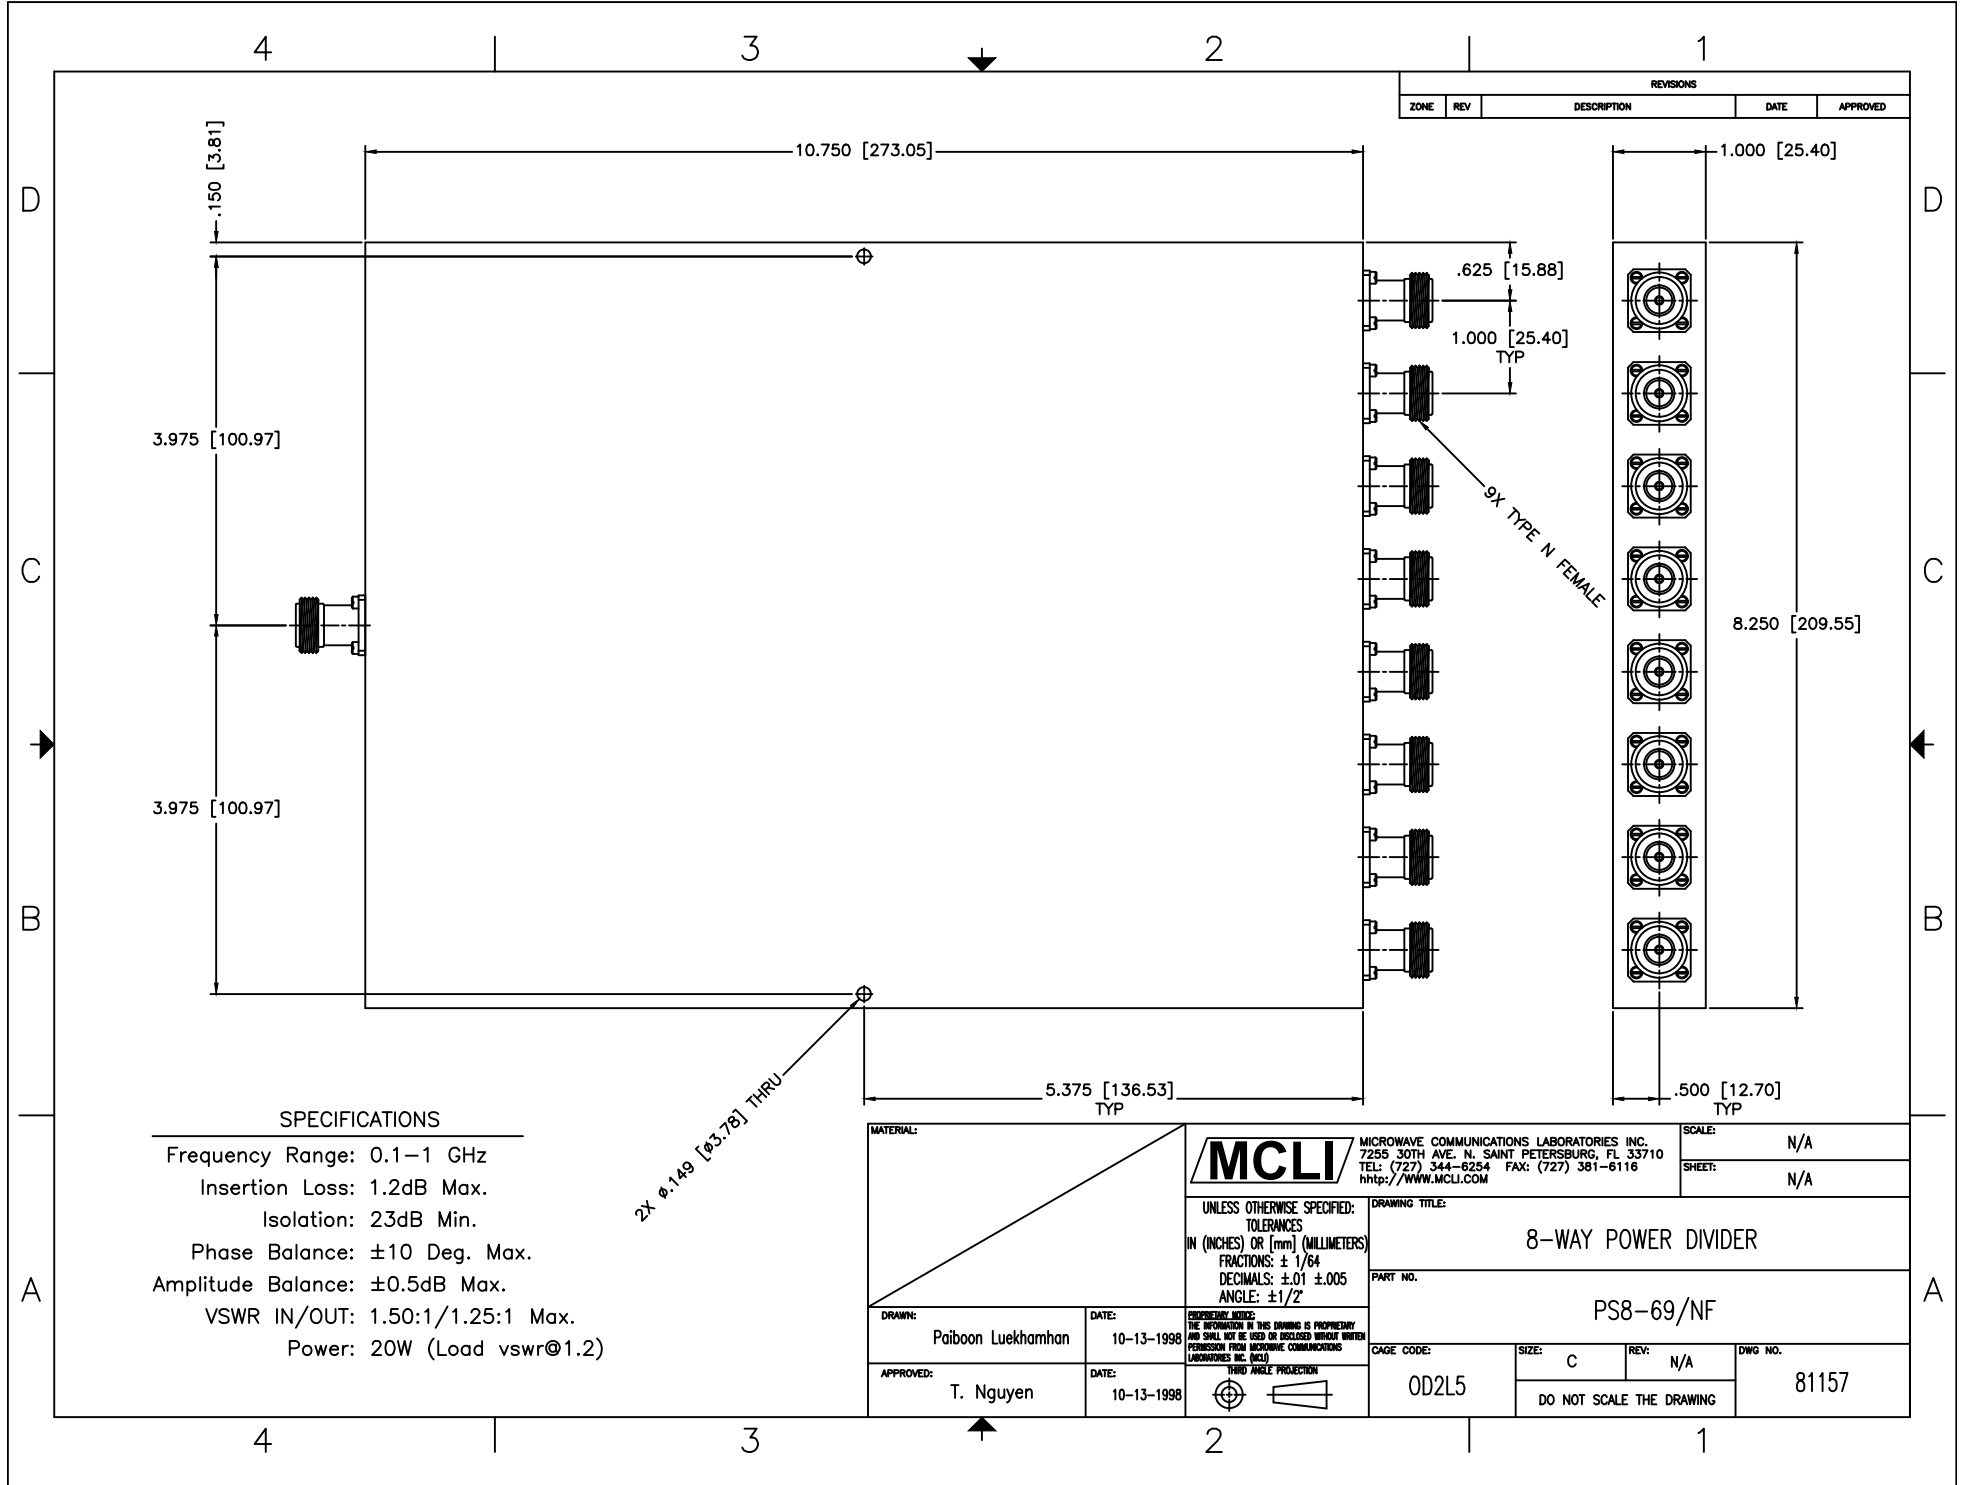 4 3 2 1
REVISIONS
ZONE REV DESCRIPTION DATE APPROVED
D
D
.150 [3.81]
10.750 [273.05]
1.000 [25.40]
.625 [15.88]
1.000 [25.40]
TYP
3.975 [100.97]
9X TYPE N FEMALE
C
C
8.250 [209.55]
3.975 [100.97]
B
B
2X ø.149 [ø3.78] THRU
5.375 [136.53]
TYP
.500 [12.70]
TYP
SPECIFICATIONS
Frequency Range: 0.1-1 GHz
Insertion Loss: 1.2dB Max.
Isolation: 23dB Min.
Phase Balance: ±10 Deg. Max.
Amplitude Balance: ±0.5dB Max.
VSWR IN/OUT: 1.50:1/1.25:1 Max.
Power: 20W (Load vswr@1.2)
A
A
MATERIAL:
MCLI
MICROWAVE COMMUNICATIONS LABORATORIES INC.
7255 30TH AVE. N. SAINT PETERSBURG, FL 33710
TEL: (727) 344-6254 FAX: (727) 381-6116
hhtp://WWW.MCLI.COM
SCALE:
N/A
SHEET:
N/A
UNLESS OTHERWISE SPECIFIED:
TOLERANCES
IN (INCHES) OR [mm] (MILLIMETERS)
FRACTIONS: ± 1/64
DECIMALS: ±.01 ±.005
ANGLE: ±1/2°
DRAWING TITLE:
8-WAY POWER DIVIDER
PART NO.
PS8-69/NF
DRAWN:
Paiboon Luekhamhan
DATE:
10-13-1998
PROPRIETARY NOTICE:
THE INFORMATION IN THIS DRAWING IS PROPRIETARY
AND SHALL NOT BE USED OR DISCLOSED WITHOUT WRITTEN
PERMISSION FROM MICROWAVE COMMUNICATIONS
LABORATORIES INC. (MCLI)
APPROVED:
T. Nguyen
DATE:
10-13-1998
THIRD ANGLE PROJECTION
CAGE CODE:
0D2L5
SIZE:
C
REV:
N/A
DO NOT SCALE THE DRAWING
DWG NO.
81157
4 3 2 1